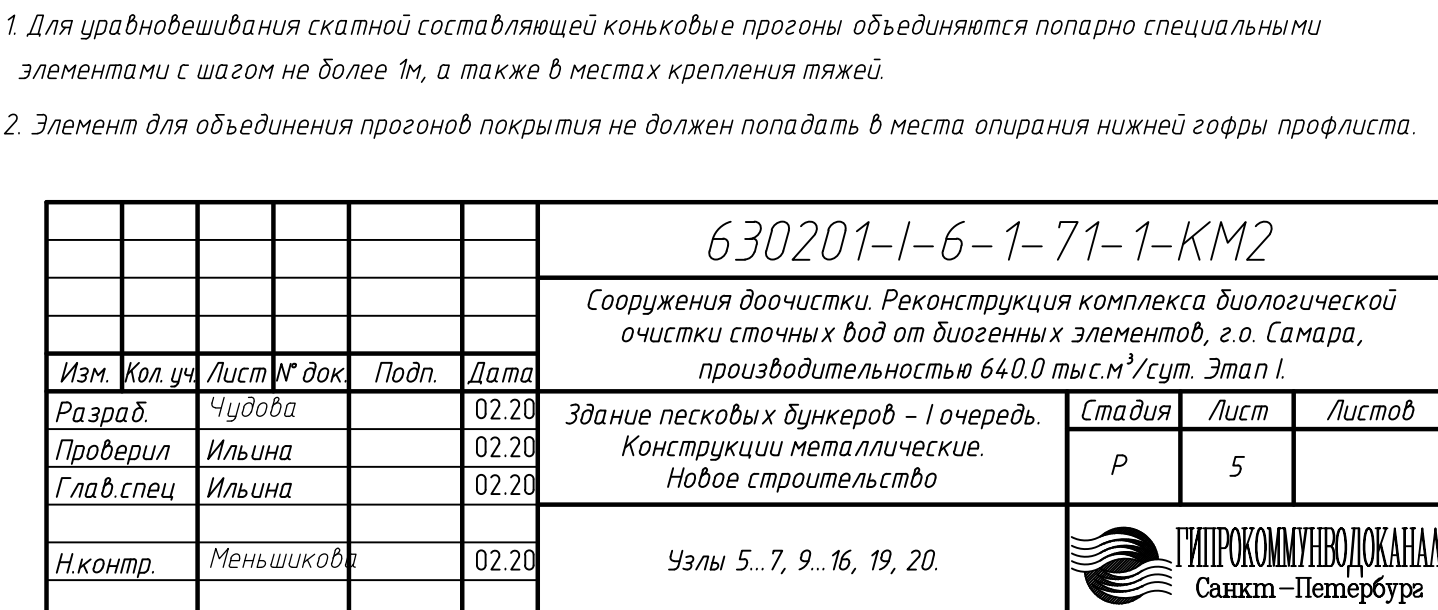 1. Для уравновешивания скатной составляющей коньковые прогоны объединяются попарно специальными
элементами с шагом не более 1м, а также в местах крепления тяжей.
2. Элемент для объединения прогонов покрытия не должен попадать в места опирания нижней гофры профлиста.
630201-I-6-1-71-1-КМ2
Сооружения доочистки. Реконструкция комплекса биологической
очистки сточных вод от биогенных элементов, г.о. Самара,
производительностью 640.0 тыс.м³/сут. Этап I.
Изм. Кол. уч. Лист № док. Подп. Дата
Разраб. Чудова 02.20
Проверил Ильина 02.20
Глав.спец Ильина 02.20
Н.контр. Меньшикова 02.20
Здание песковых бункеров - I очередь.
Конструкции металлические.
Новое строительство
Стадия Лист Листов
Р 5
Узлы 5...7, 9...16, 19, 20.
ГИПРОКОММУНВОДОКАНАЛ
Санкт-Петербург